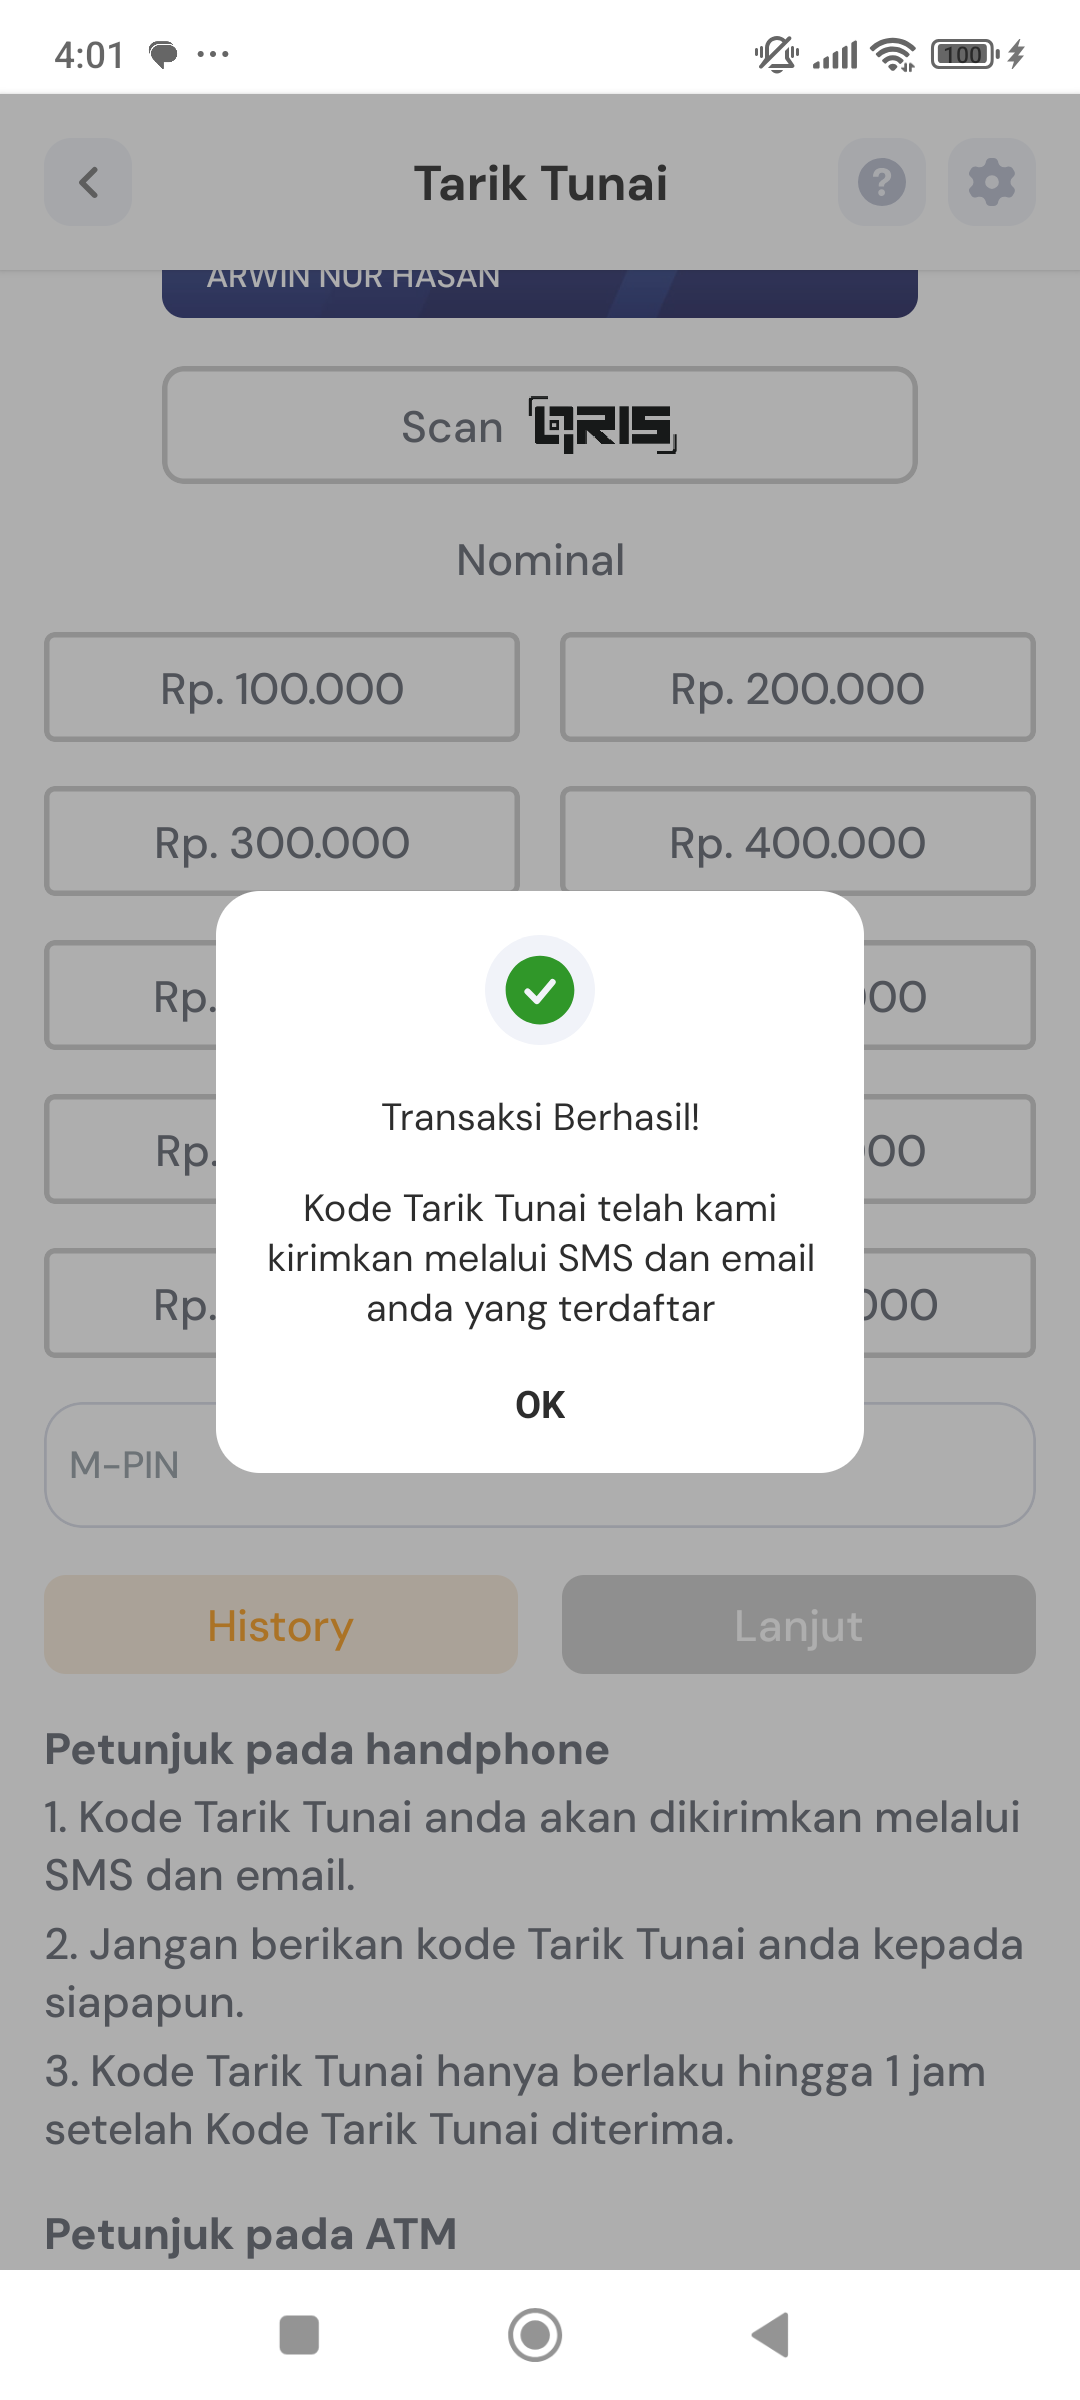 4:01
100
Tarik Tunai
ARWIN NUR HASAN
Scan QRIS
Nominal
Rp. 100.000
Rp. 200.000
Rp. 300.000
Rp. 400.000
Rp.
00
Rp.
00
Rp.
000
Transaksi Berhasil!
Kode Tarik Tunai telah kami
kirimkan melalui SMS dan email
anda yang terdaftar
OK
M-PIN
History
Lanjut
Petunjuk pada handphone
1. Kode Tarik Tunai anda akan dikirimkan melalui
SMS dan email.
2. Jangan berikan kode Tarik Tunai anda kepada
siapapun.
3. Kode Tarik Tunai hanya berlaku hingga 1 jam
setelah Kode Tarik Tunai diterima.
Petunjuk pada ATM